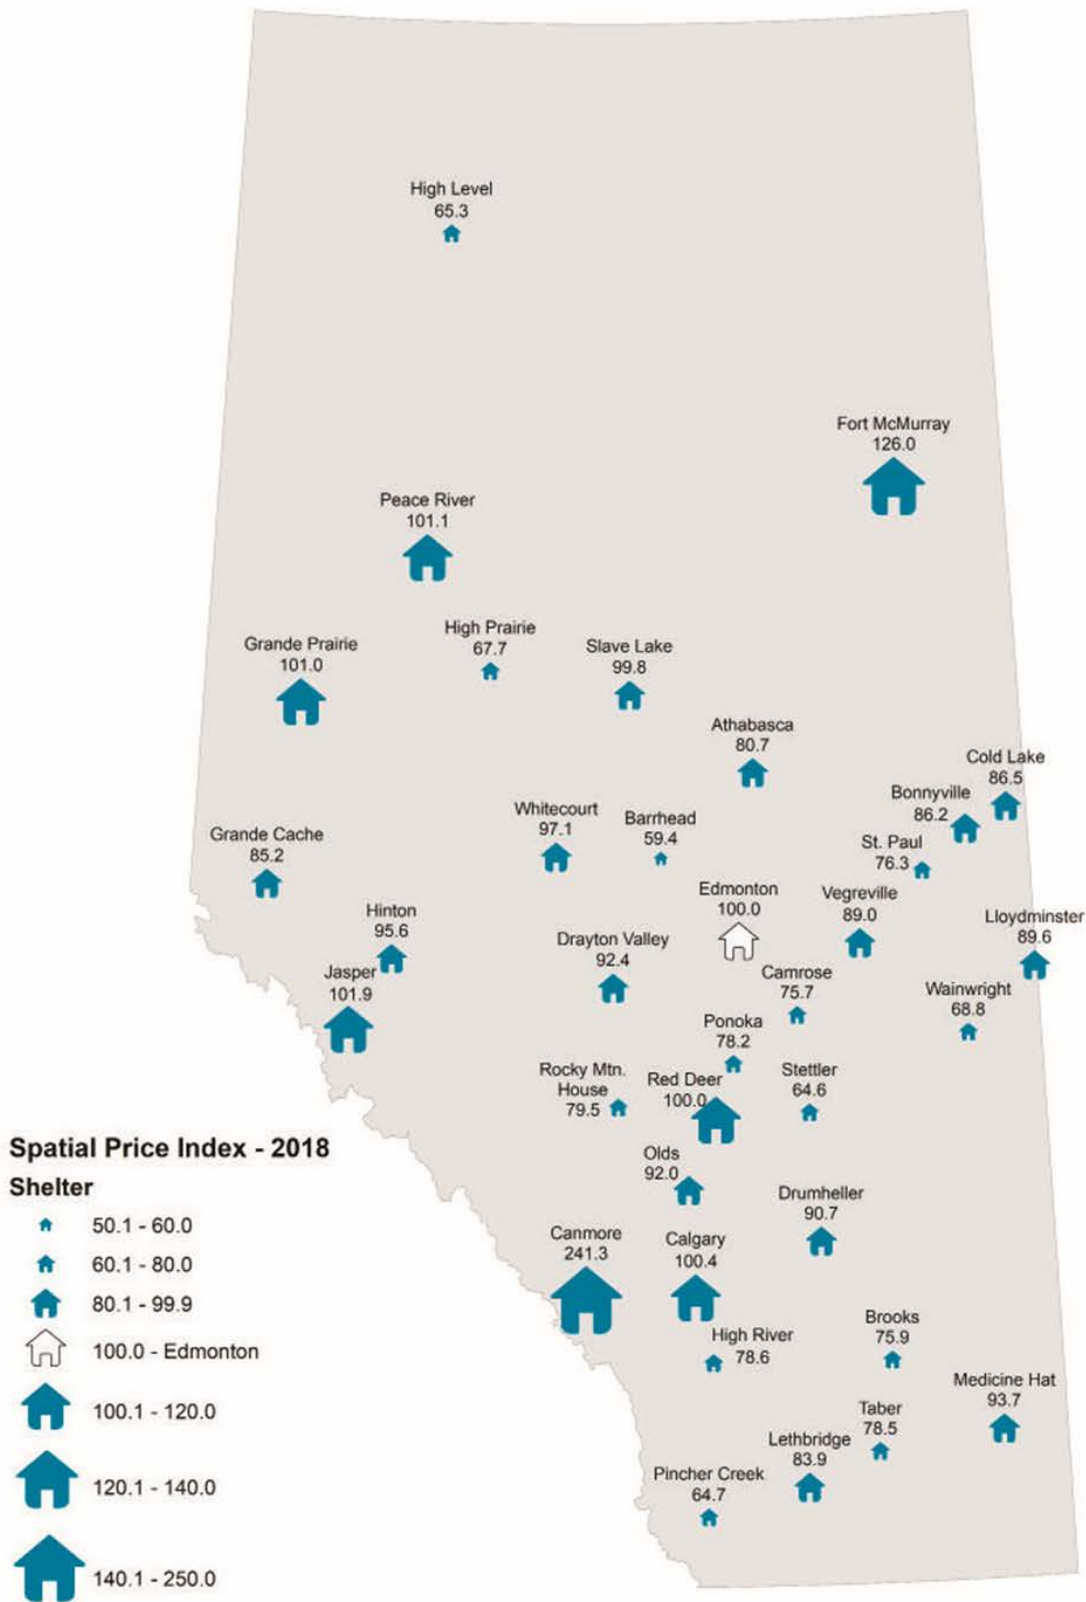 High Level
65.3
Fort McMurray
126.0
Peace River
101.1
High Prairie
67.7
Grande Prairie
101.0
Slave Lake
99.8
Athabasca
80.7
Cold Lake
86.5
Bonnyville
86.2
Whitecourt
97.1
Barrhead
59.4
Grande Cache
85.2
St. Paul
76.3
Edmonton
100.0
Vegreville
89.0
Hinton
95.6
Lloydminster
89.6
Drayton Valley
92.4
Jasper
101.9
Camrose
75.7
Wainwright
68.8
Ponoka
78.2
Rocky Mtn.
House
79.5
Red Deer
100.0
Stettler
64.6
Olds
92.0
Drumheller
90.7
Canmore
241.3
Calgary
100.4
High River
78.6
Brooks
75.9
Medicine Hat
93.7
Taber
78.5
Lethbridge
83.9
Pincher Creek
64.7
Spatial Price Index - 2018
Shelter
50.1 - 60.0
60.1 - 80.0
80.1 - 99.9
100.0 - Edmonton
100.1 - 120.0
120.1 - 140.0
140.1 - 250.0